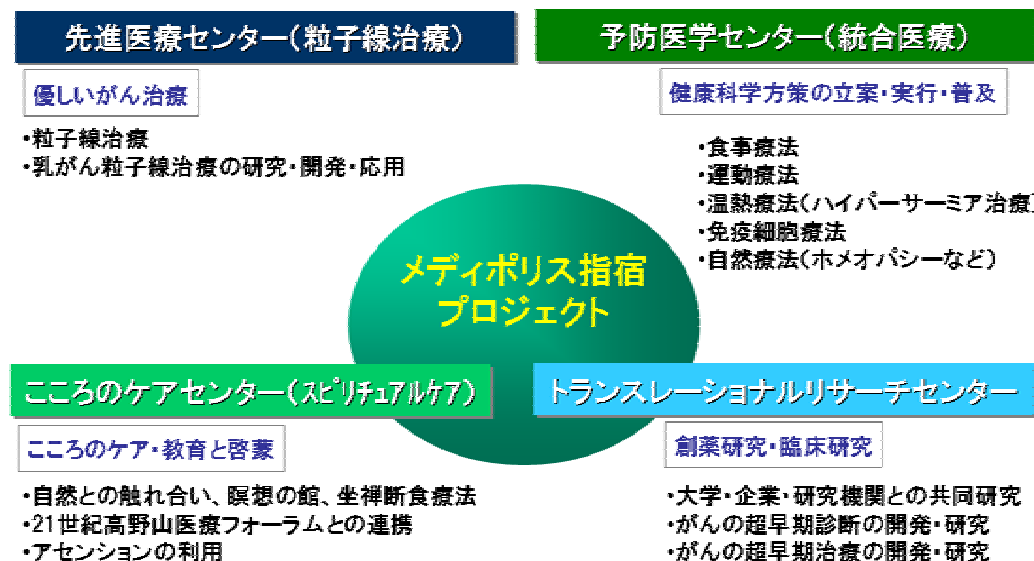 先進医療センター(粒子線治療)
優しいがん治療
・粒子線治療
・乳がん粒子線治療の研究・開発・応用
予防医学センター(統合医療)
健康科学方策の立案・実行・普及
・食事療法
・運動療法
・温熱療法(ハイパーサーミア治療)
・免疫細胞療法
・自然療法(ホメオパシーなど)
メディポリス指宿
プロジェクト
こころのケアセンター(スピリチュアルケア)
こころのケア・教育と啓蒙
・自然との触れ合い、瞑想の館、坐禅断食療法
・21世紀高野山医療フォーラムとの連携
・アセンションの利用
トランスレーショナルリサーチセンター
創薬研究・臨床研究
・大学・企業・研究機関との共同研究
・がんの超早期診断の開発・研究
・がんの超早期治療の開発・研究